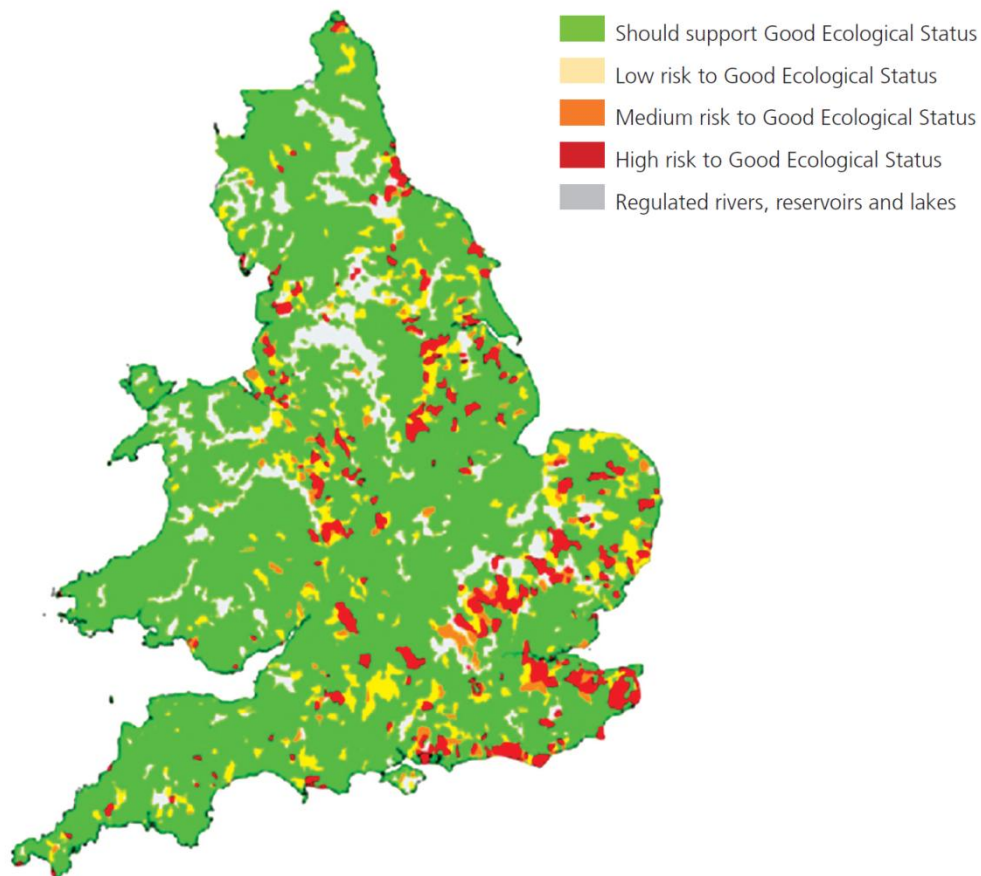 Should support Good Ecological Status
Low risk to Good Ecological Status
Medium risk to Good Ecological Status
High risk to Good Ecological Status
Regulated rivers, reservoirs and lakes